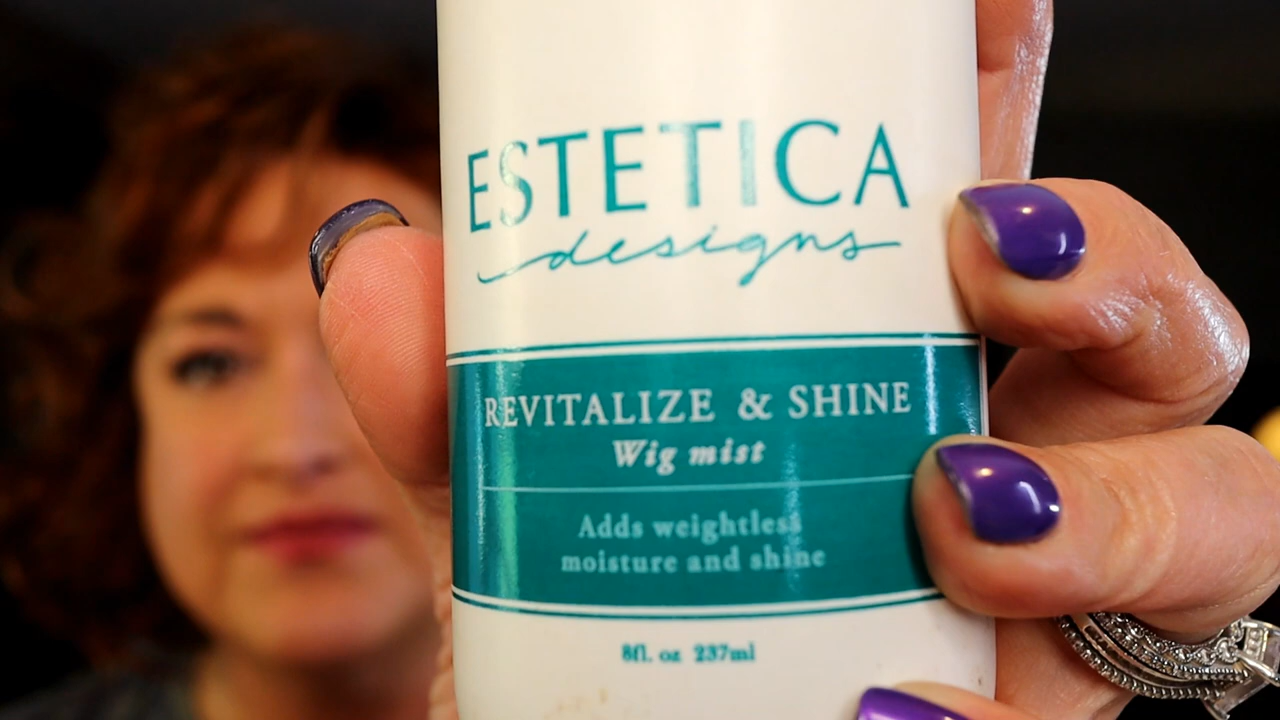 ESTETICA
designs
REVITALIZE & SHINE
Wig mist
Adds weightless
moisture and shine
8fl. oz 237ml